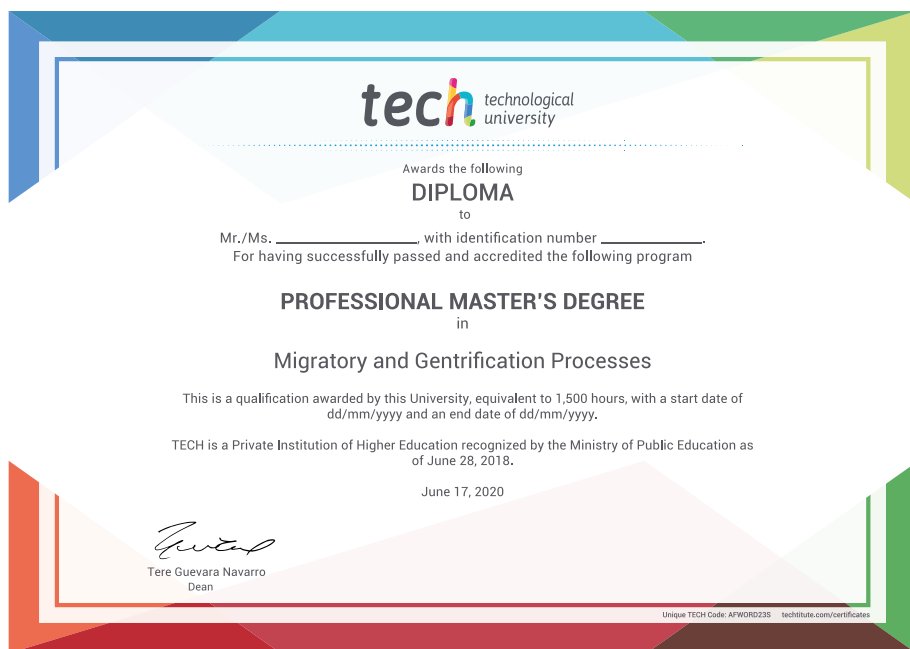 tech technological
university
Awards the following
DIPLOMA
to
Mr./Ms. ____________________, with identification number ______________.
For having successfully passed and accredited the following program
PROFESSIONAL MASTER'S DEGREE
in
Migratory and Gentrification Processes
This is a qualification awarded by this University, equivalent to 1,500 hours, with a start date of
dd/mm/yyyy and an end date of dd/mm/yyyy.
TECH is a Private Institution of Higher Education recognized by the Ministry of Public Education as
of June 28, 2018.
June 17, 2020
Tere Guevara Navarro
Dean
Unique TECH Code: AFWORD23S techtitute.com/certificates